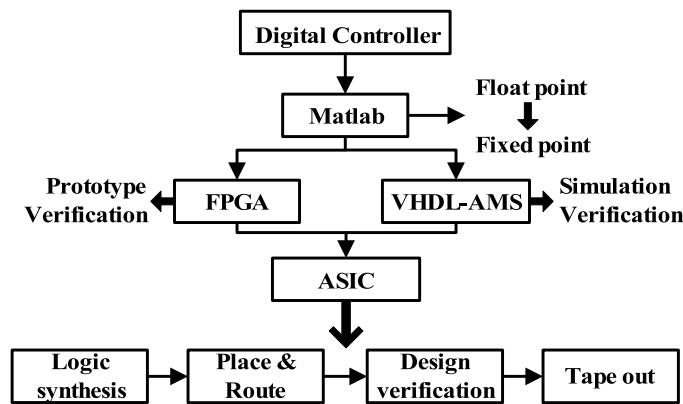 Digital Controller
Matlab
Float point
Fixed point
Prototype
Verification
FPGA
VHDL-AMS
Simulation
Verification
ASIC
Logic
synthesis
Place &
Route
Design
verification
Tape out